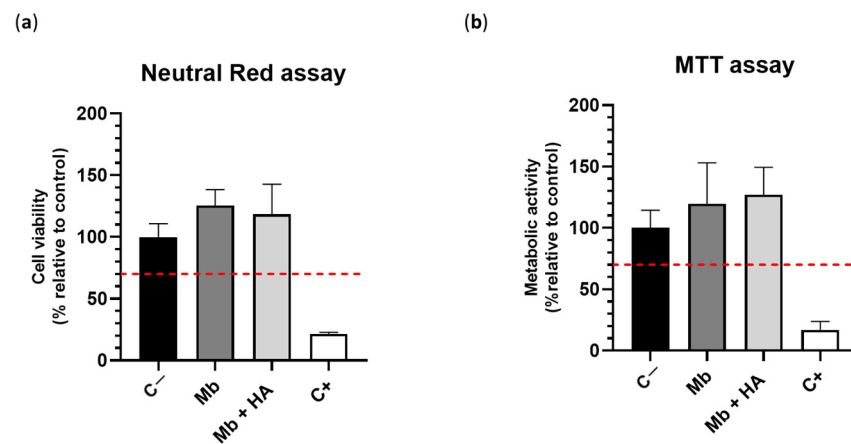 (a)
Neutral Red assay
Cell viability
(% relative to control)
200
150
100
50
0
C—
Mb
Mb + HA
C+
(b)
MTT assay
Metabolic activity
(%relative to control)
200
150
100
50
0
C—
Mb
Mb + HA
C+